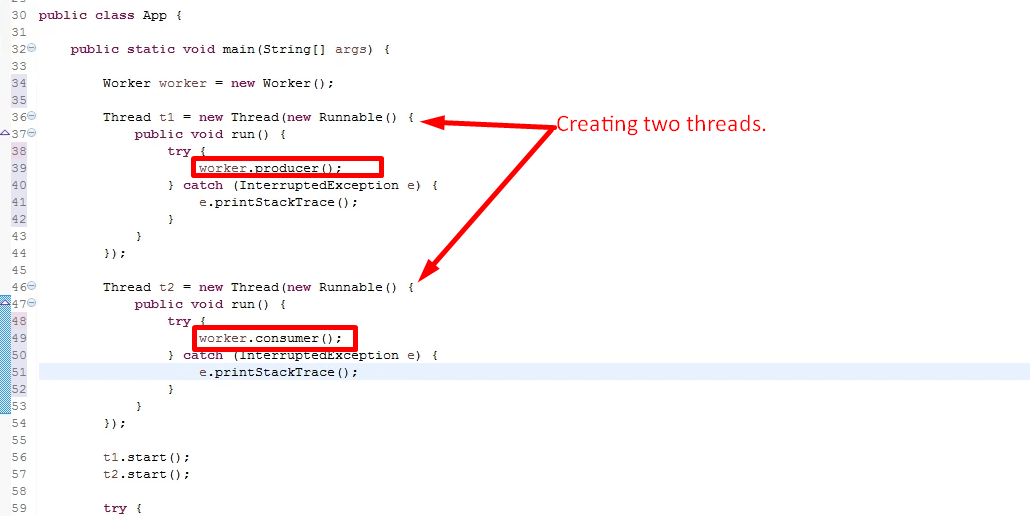 30 public class App {
31
32 public static void main(String[] args) {
33
34 Worker worker = new Worker();
35
36 Thread t1 = new Thread(new Runnable() {
Creating two threads.
37 public void run() {
38 try {
39 worker.producer();
40 } catch (InterruptedException e) {
41 e.printStackTrace();
42 }
43 }
44 });
45
46 Thread t2 = new Thread(new Runnable() {
47 public void run() {
48 try {
49 worker.consumer();
50 } catch (InterruptedException e) {
51 e.printStackTrace();
52 }
53 }
54 });
55
56 t1.start();
57 t2.start();
58
59 try {